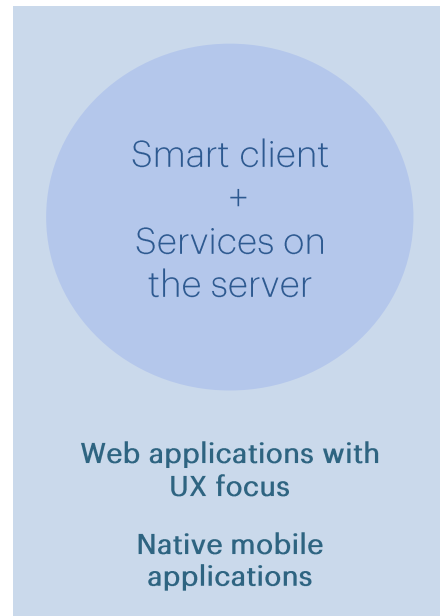 Smart client
+
Services on
the server
Web applications with
UX focus
Native mobile
applications